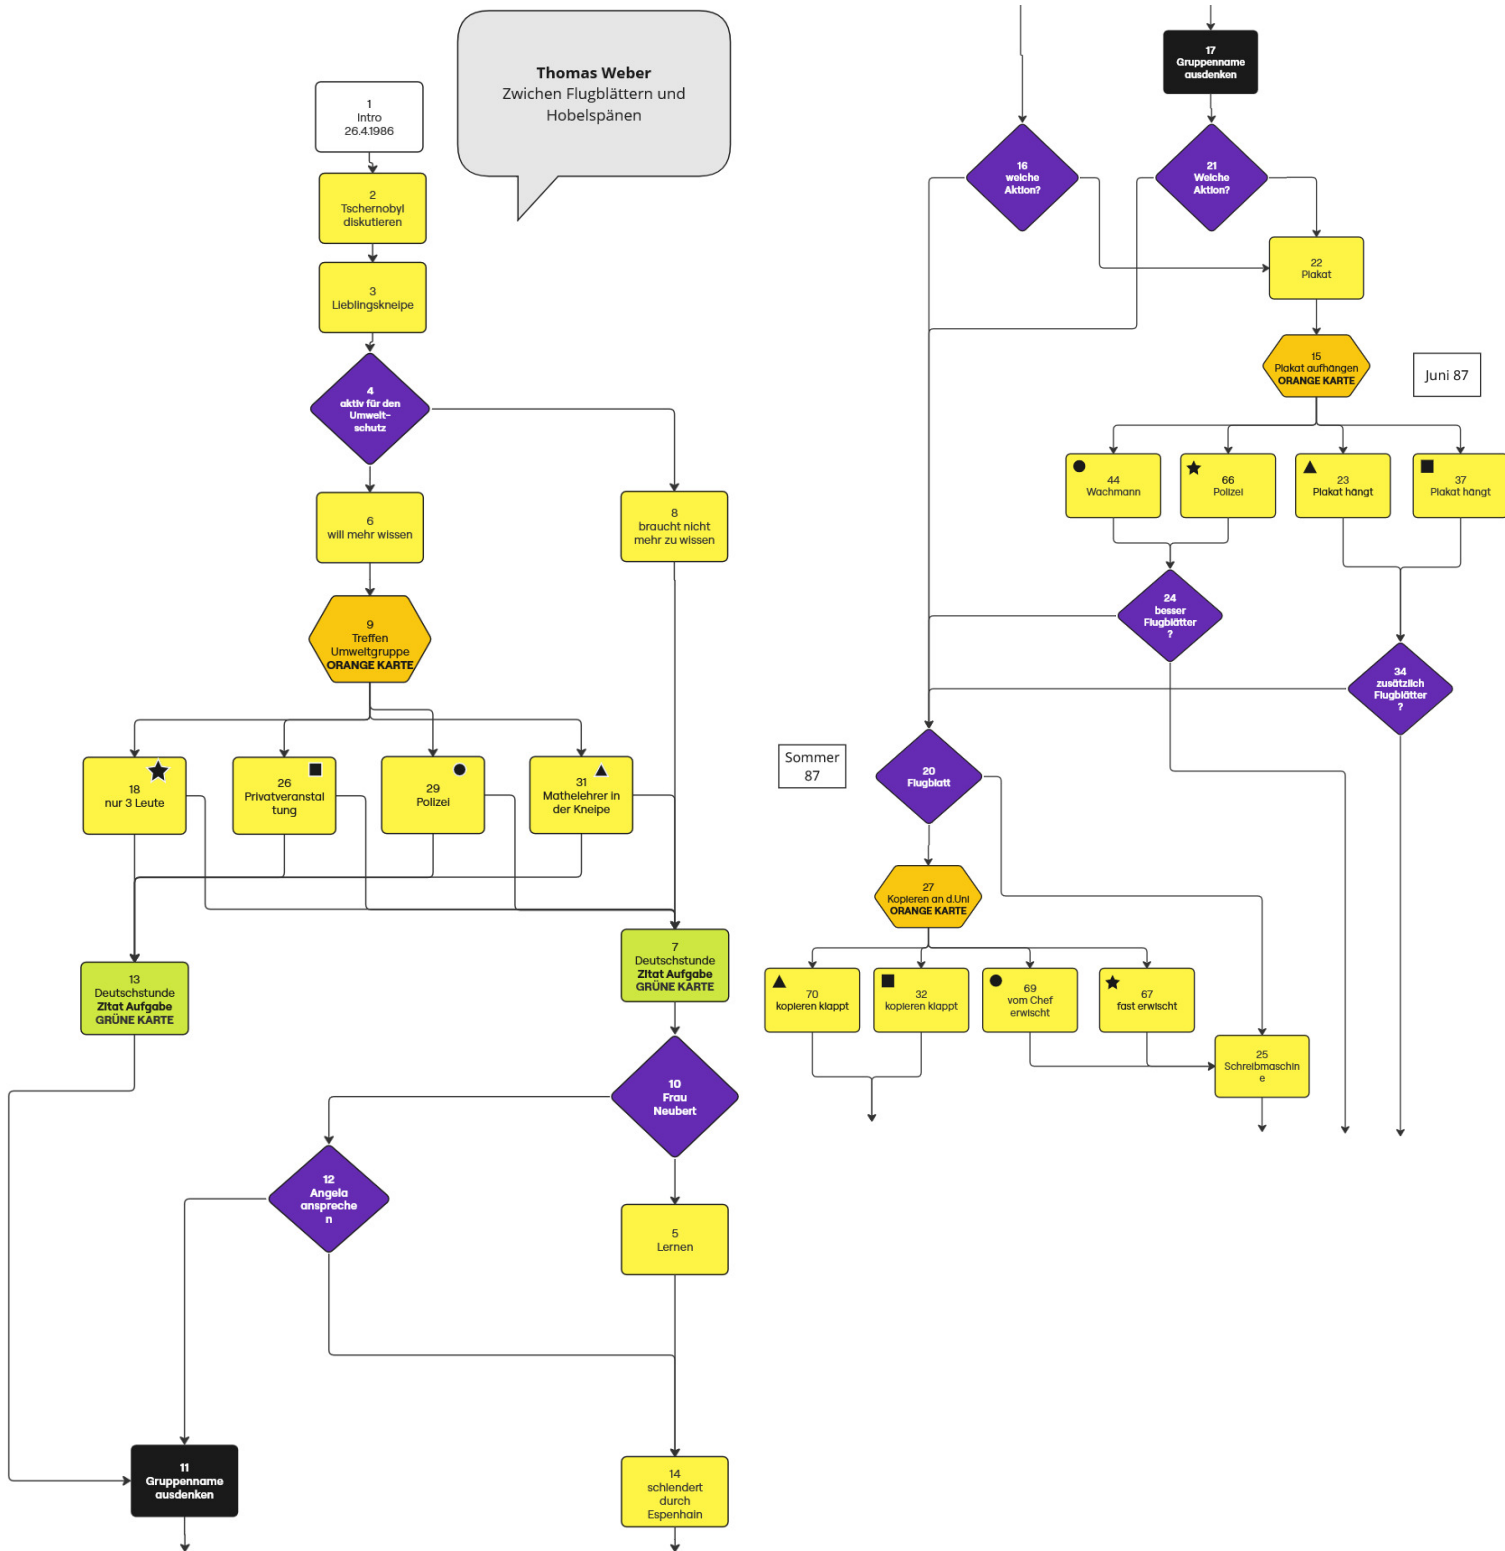 Thomas Weber
Zwichen Flugblättern und
Hobelspänen
1
Intro
26.4.1986
2
Tschernobyl
diskutieren
3
Lieblingskneipe
4
aktiv für den
Umwelt-
schutz
6
will mehr wissen
8
braucht nicht
mehr zu wissen
9
Treffen
Umweltgruppe
ORANGE KARTE
18
nur 3 Leute
26
Privatveranstal
tung
29
Polizei
31
Mathelehrer in
der Kneipe
13
Deutschstunde
Zitat Aufgabe
GRÜNE KARTE
7
Deutschstunde
Zitat Aufgabe
GRÜNE KARTE
10
Frau
Neubert
12
Angela
anspreche
n
5
Lernen
11
Gruppenname
ausdenken
14
schlendert
durch
Espenhain
17
Gruppenname
ausdenken
16
welche
Aktion?
21
Welche
Aktion?
22
Plakat
15
Plakat aufhängen
ORANGE KARTE
Juni 87
44
Wachmann
66
Polizei
23
Plakat hängt
37
Plakat hängt
24
besser
Flugblätter
?
34
zusätzlich
Flugblätter
?
Sommer
87
20
Flugblatt
27
Kopieren an d.Uni
ORANGE KARTE
70
kopieren klappt
32
kopieren klappt
69
vom Chef
erwischt
67
fast erwischt
25
Schreibmaschin
e